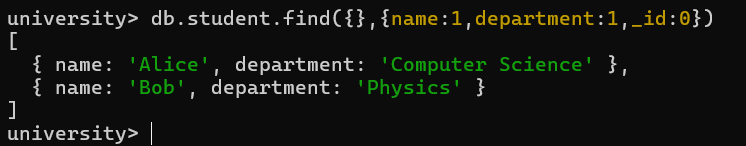 university> db.student.find({},{name:1,department:1,_id:0})
[
  { name: 'Alice', department: 'Computer Science' },
  { name: 'Bob', department: 'Physics' }
]
university>